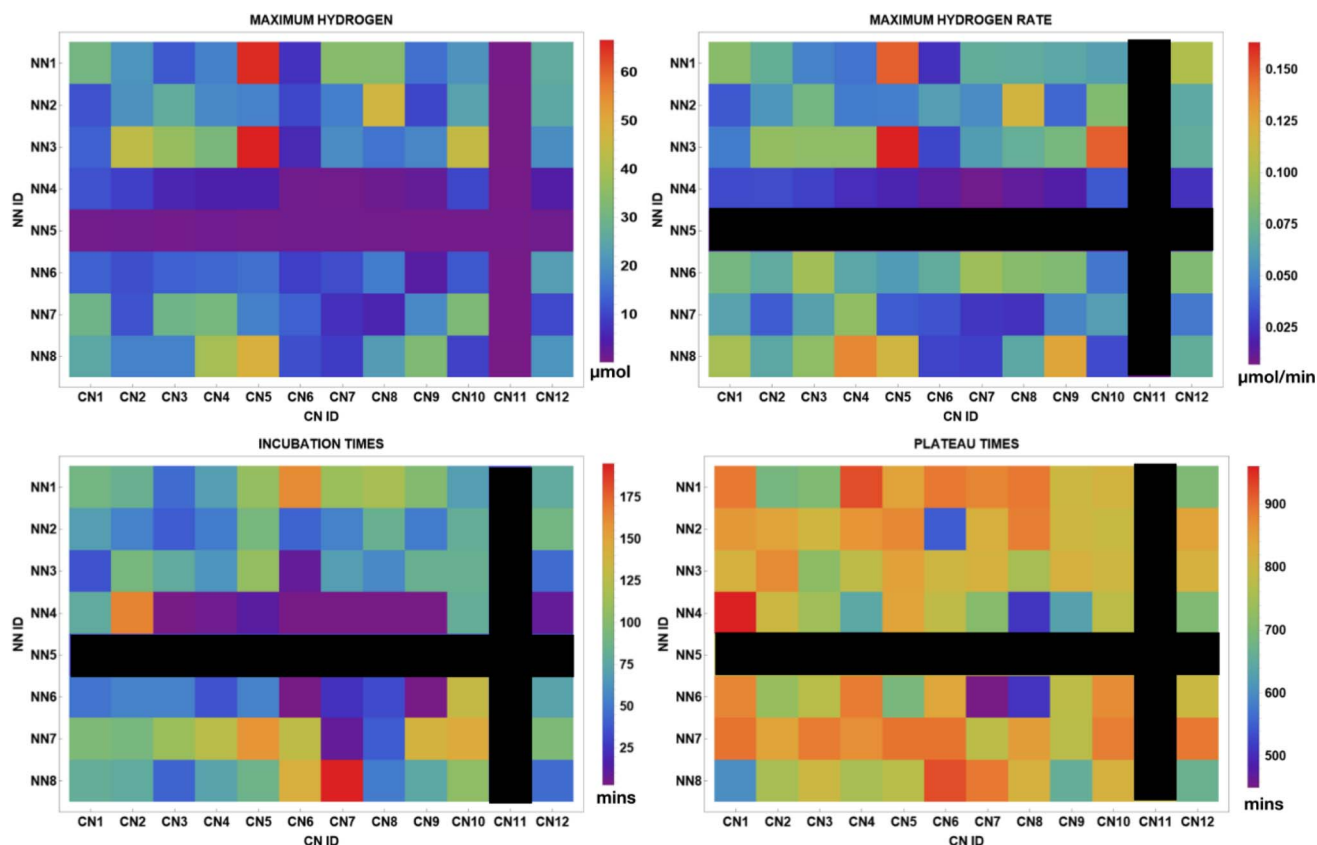 MAXIMUM HYDROGEN
NN ID
NN1
NN2
NN3
NN4
NN5
NN6
NN7
NN8
CN1 CN2 CN3 CN4 CN5 CN6 CN7 CN8 CN9 CN10 CN11 CN12
CN ID
60
50
40
30
20
10
µmol
MAXIMUM HYDROGEN RATE
NN ID
NN1
NN2
NN3
NN4
NN5
NN6
NN7
NN8
CN1 CN2 CN3 CN4 CN5 CN6 CN7 CN8 CN9 CN10 CN11 CN12
CN ID
0.150
0.125
0.100
0.075
0.050
0.025
µmol/min
INCUBATION TIMES
NN ID
NN1
NN2
NN3
NN4
NN5
NN6
NN7
NN8
CN1 CN2 CN3 CN4 CN5 CN6 CN7 CN8 CN9 CN10 CN11 CN12
CN ID
175
150
125
100
75
50
25
mins
PLATEAU TIMES
NN ID
NN1
NN2
NN3
NN4
NN5
NN6
NN7
NN8
CN1 CN2 CN3 CN4 CN5 CN6 CN7 CN8 CN9 CN10 CN11 CN12
CN ID
900
800
700
600
500
mins